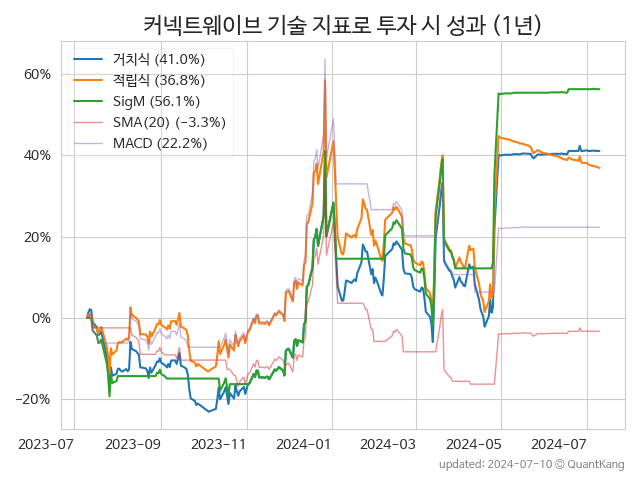 커넥트웨이브 기술 지표로 투자 시 성과 (1년)
거치식 (41.0%)
적립식 (36.8%)
SigM (56.1%)
SMA(20) (-3.3%)
MACD (22.2%)
60%
40%
20%
0%
−20%
2023-07 2023-09 2023-11 2024-01 2024-03 2024-05 2024-07
updated: 2024-07-10 © QuantKang